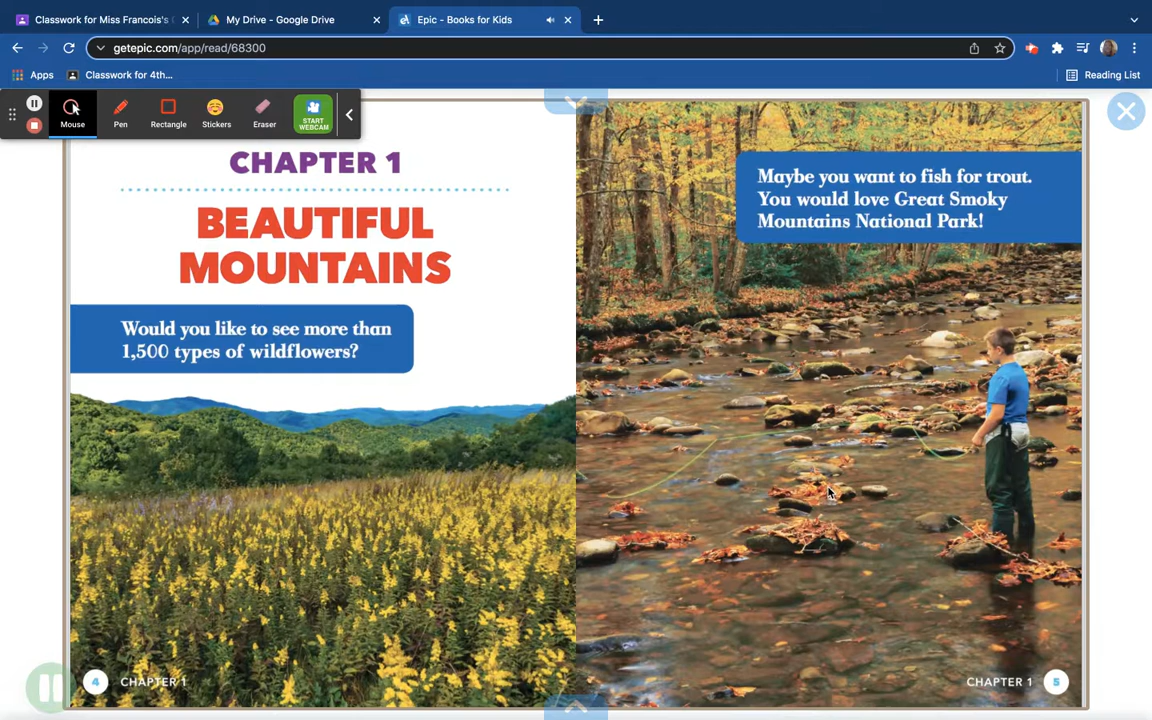 Classwork for Miss Francois's
My Drive - Google Drive
Epic - Books for Kids
getepic.com/app/read/68300
Apps
Classwork for 4th...
Reading List
Mouse
Pen
Rectangle
Stickers
Eraser
START
WEBCAM
CHAPTER 1
BEAUTIFUL
MOUNTAINS
Would you like to see more than
1,500 types of wildflowers?
4 CHAPTER 1
Maybe you want to fish for trout.
You would love Great Smoky
Mountains National Park!
CHAPTER 1 5